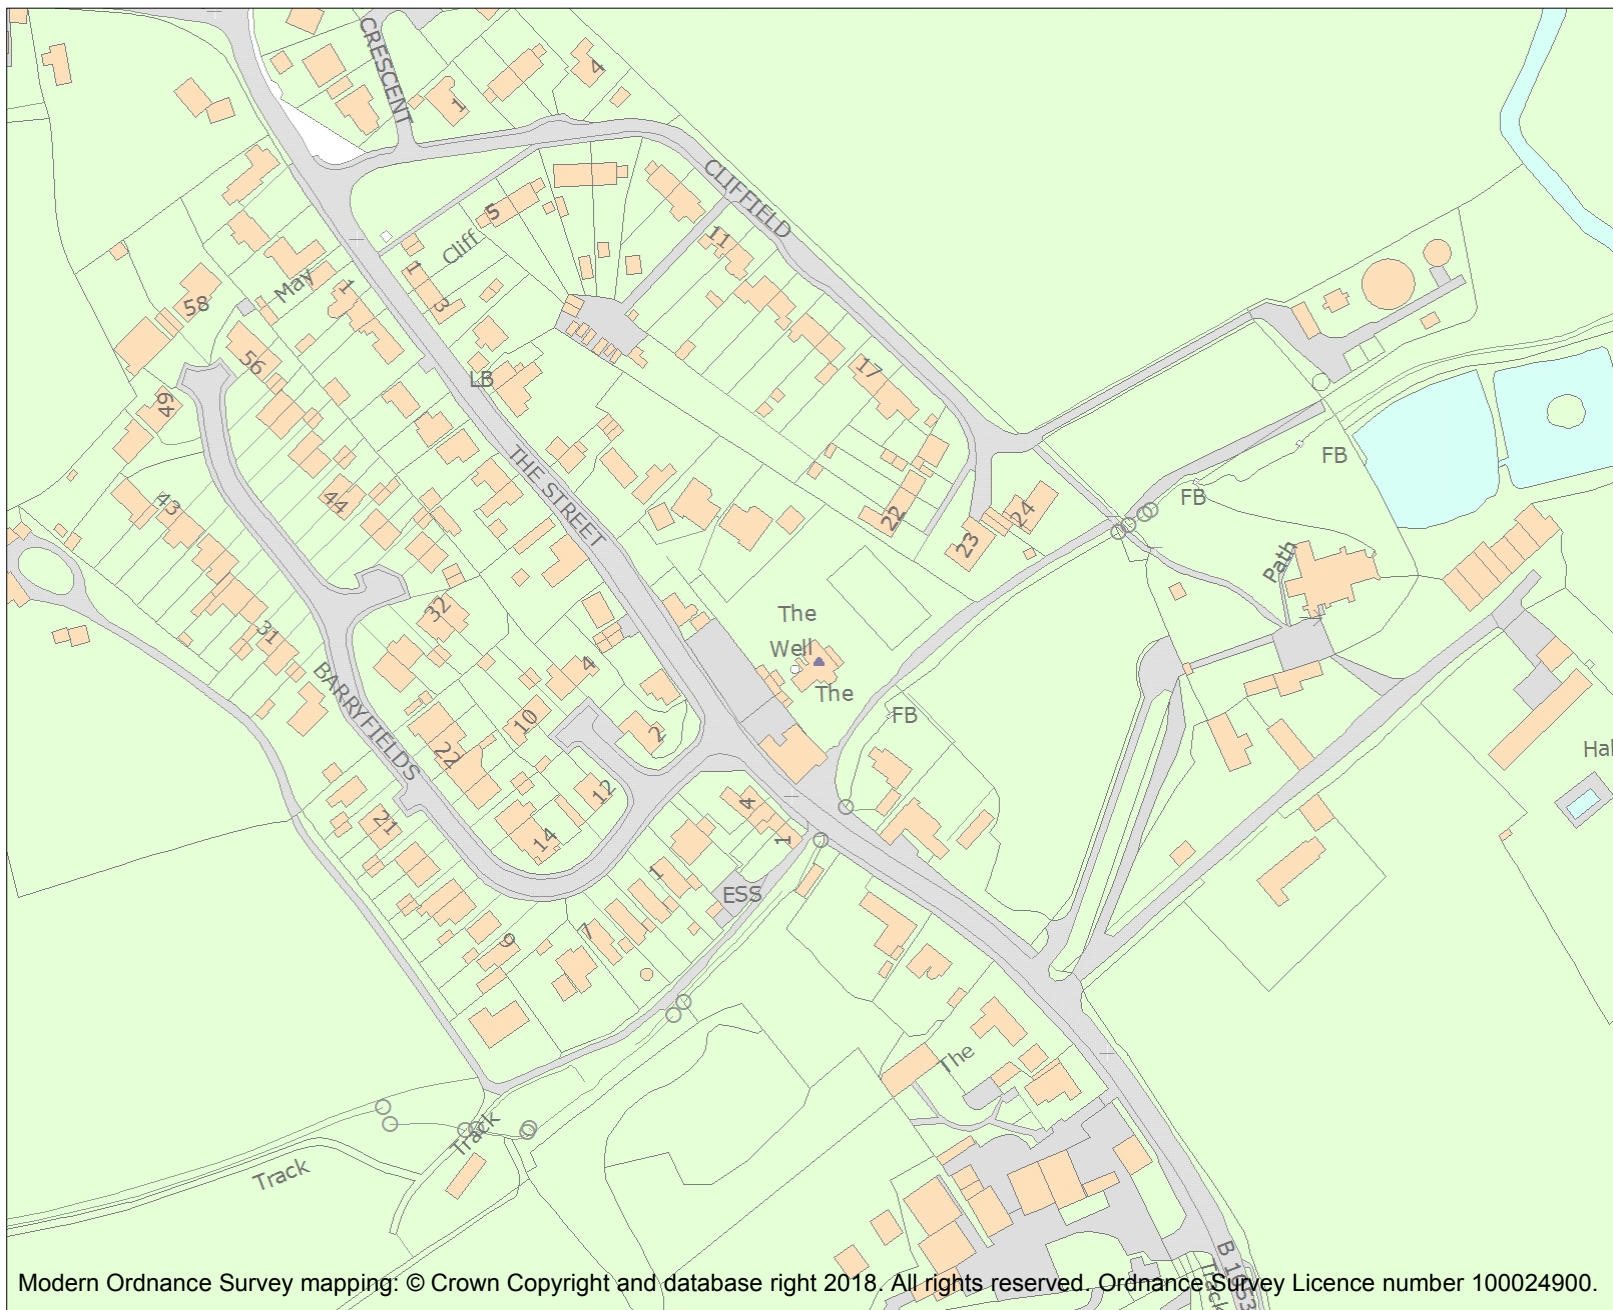 CRESCENT
1
4
CLIFFIELD
5
Cliff
11
1
3
May
1
58
56
LB
17
49
THE STREET
44
43
22
24
23
FB
FB
Path
32
31
The
Well
The
4
BARRYFIELDS
10
2
FB
22
12
4
21
14
1
1
ESS
7
9
Hal
The
Track
Track
B 1053
Track
Modern Ordnance Survey mapping: © Crown Copyright and database right 2018. All rights reserved. Ordnance Survey Licence number 100024900.